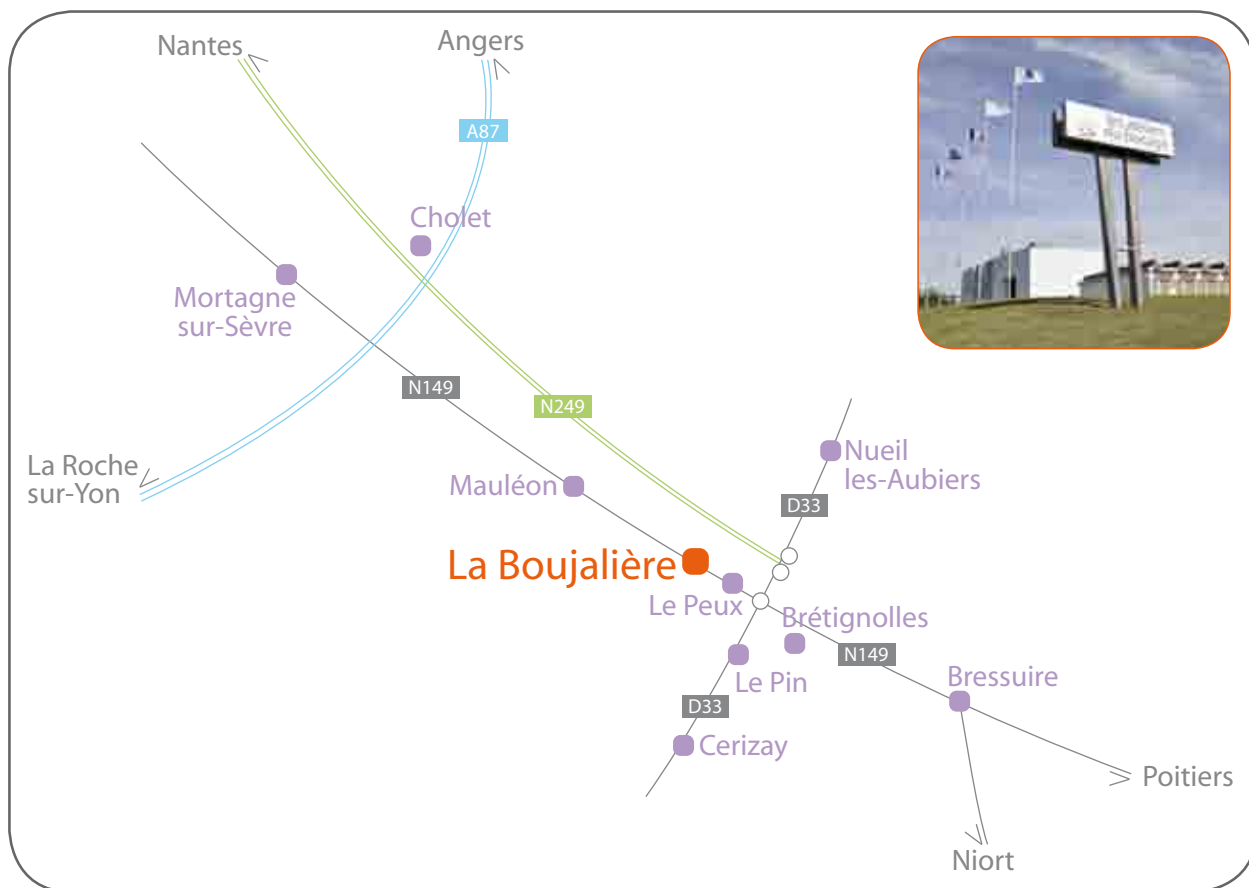 Nantes
Angers
A87
Cholet
Mortagne
sur-Sèvre
N149
N249
La Roche
sur-Yon
Mauléon
Nueil
les-Aubiers
D33
La Boujalière
Le Peux
Brétignolles
N149
Le Pin
Bressuire
D33
Cerizay
Poitiers
Niort